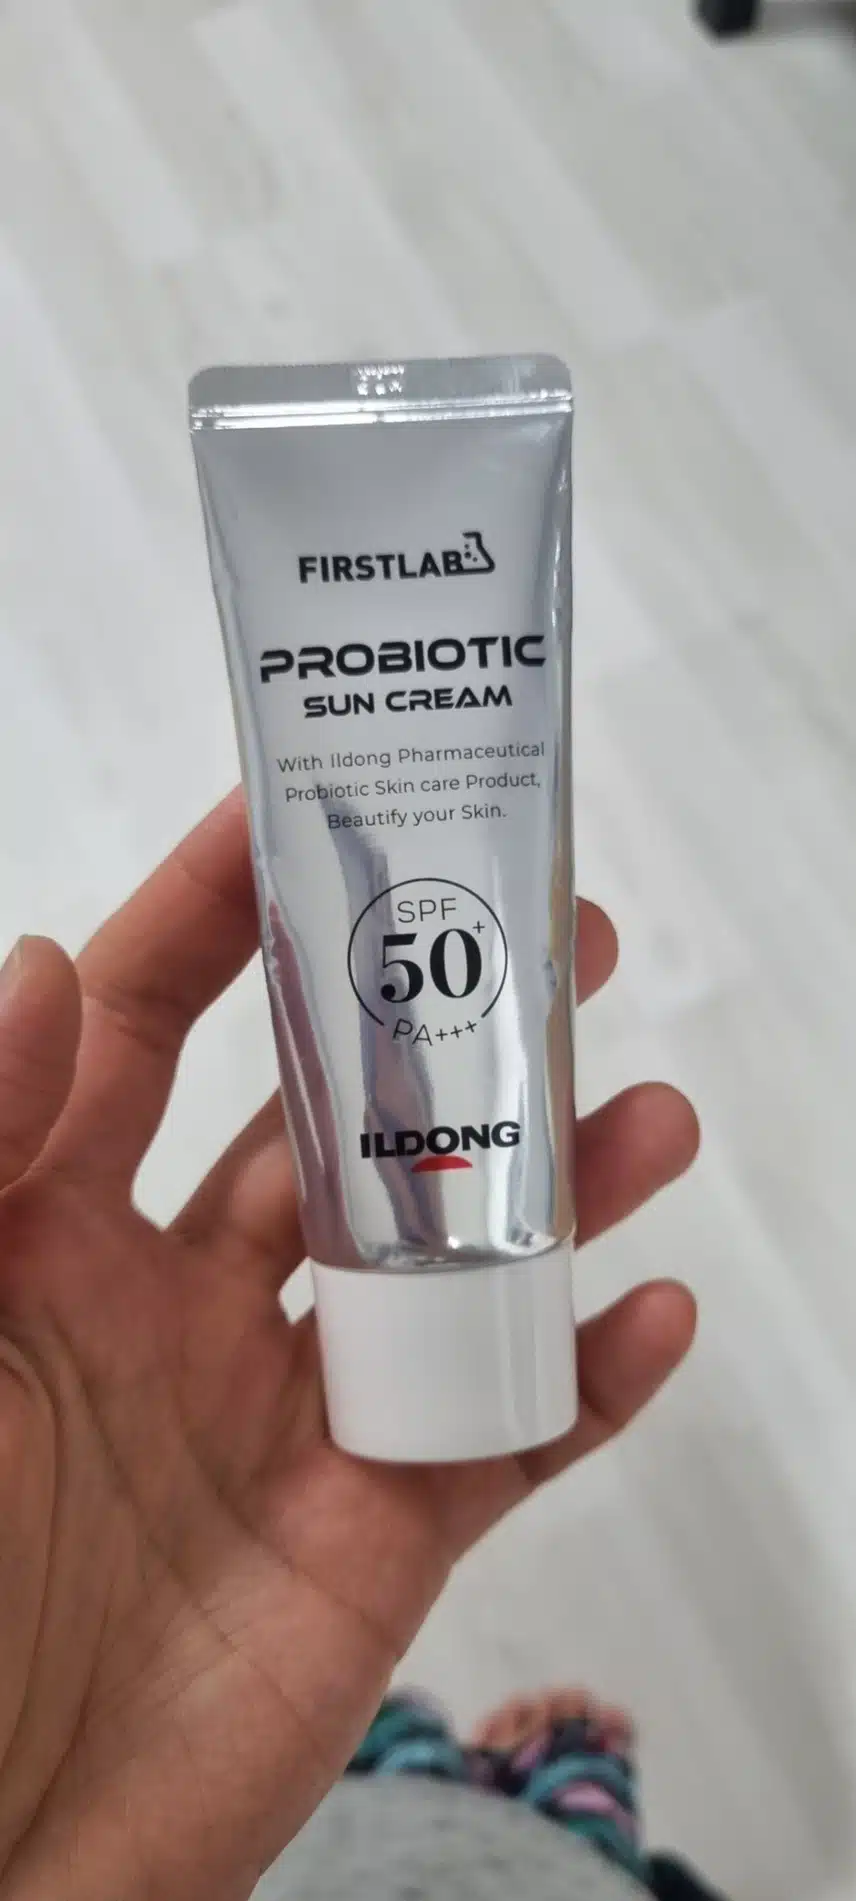 FIRSTLAB
PROBIOTIC
SUN CREAM
With Ildong Pharmaceutical
Probiotic Skin care Product,
Beautify your Skin.
SPF
50+
PA+++
ILDONG